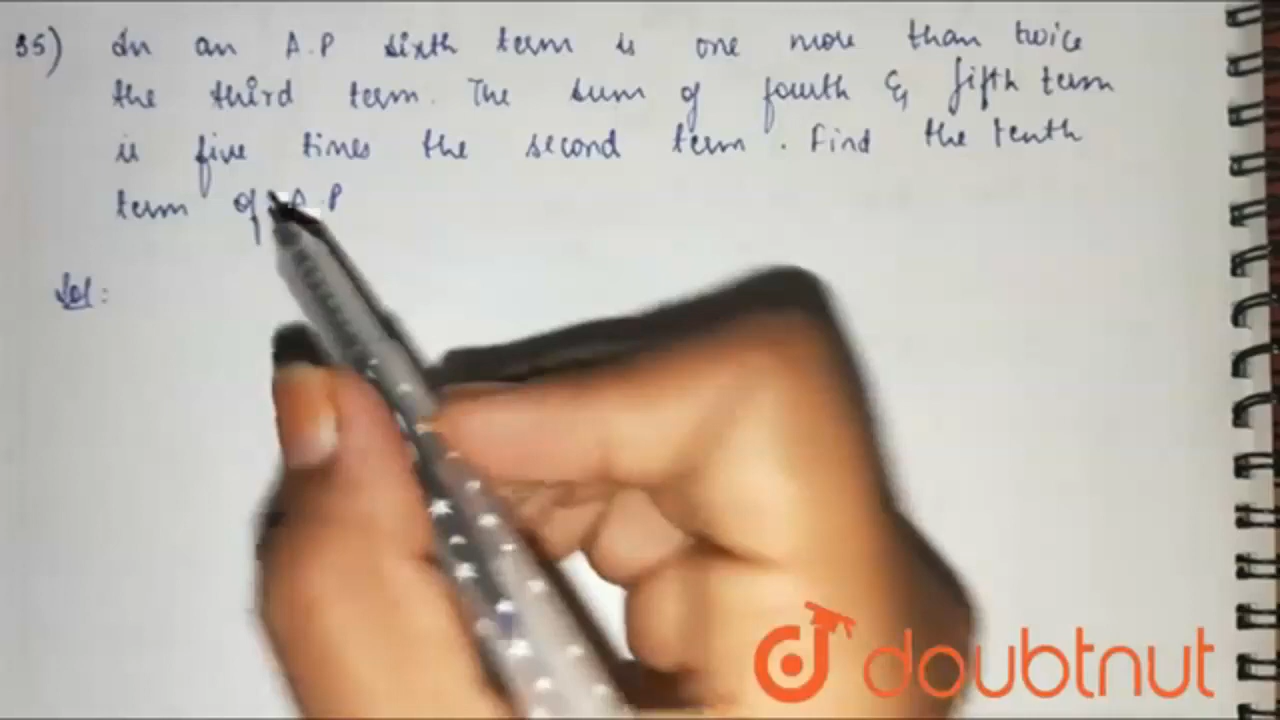 35) In an A.P sixth term is one more than twice
the third term. The sum of fourth & fifth term
is five times the second term. Find the tenth
term of A.P
Sol:
doubtnut